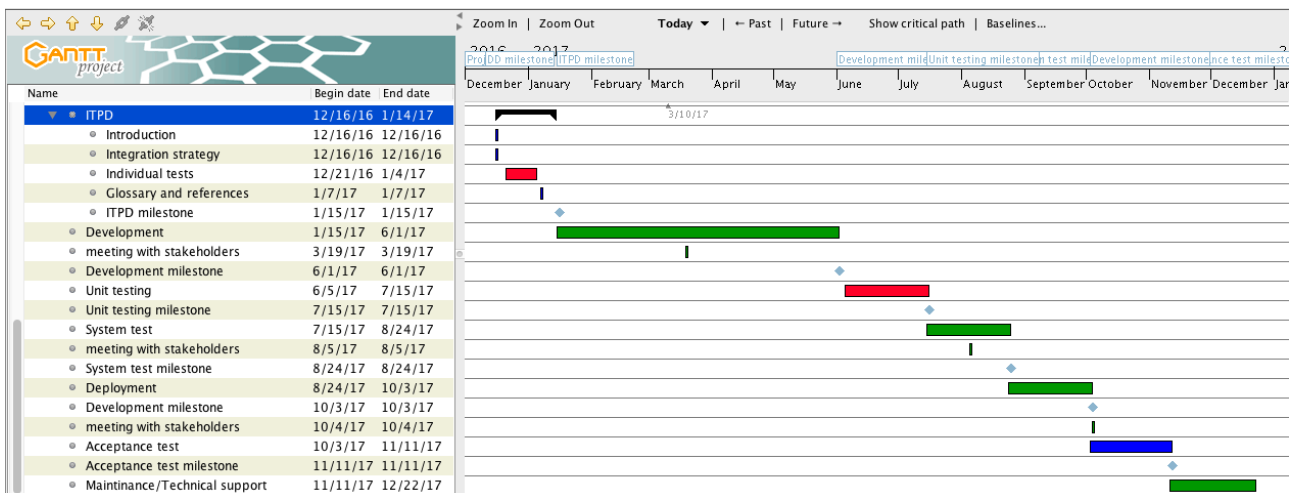 Zoom In | Zoom Out Today ▼ | ← Past | Future → Show critical path | Baselines...
GANTT
project
2016 2017
Proj DD milestone ITPD milestone Development mile Unit testing milestone n test mile Development milestone nce test milesto
Name Begin date End date
December January February March April May June July August September October November December Jan
ITPD 12/16/16 1/14/17
3/10/17
Introduction 12/16/16 12/16/16
Integration strategy 12/16/16 12/16/16
Individual tests 12/21/16 1/4/17
Glossary and references 1/7/17 1/7/17
ITPD milestone 1/15/17 1/15/17
Development 1/15/17 6/1/17
meeting with stakeholders 3/19/17 3/19/17
Development milestone 6/1/17 6/1/17
Unit testing 6/5/17 7/15/17
Unit testing milestone 7/15/17 7/15/17
System test 7/15/17 8/24/17
meeting with stakeholders 8/5/17 8/5/17
System test milestone 8/24/17 8/24/17
Deployment 8/24/17 10/3/17
Development milestone 10/3/17 10/3/17
meeting with stakeholders 10/4/17 10/4/17
Acceptance test 10/3/17 11/11/17
Acceptance test milestone 11/11/17 11/11/17
Maintinance/Technical support 11/11/17 12/22/17